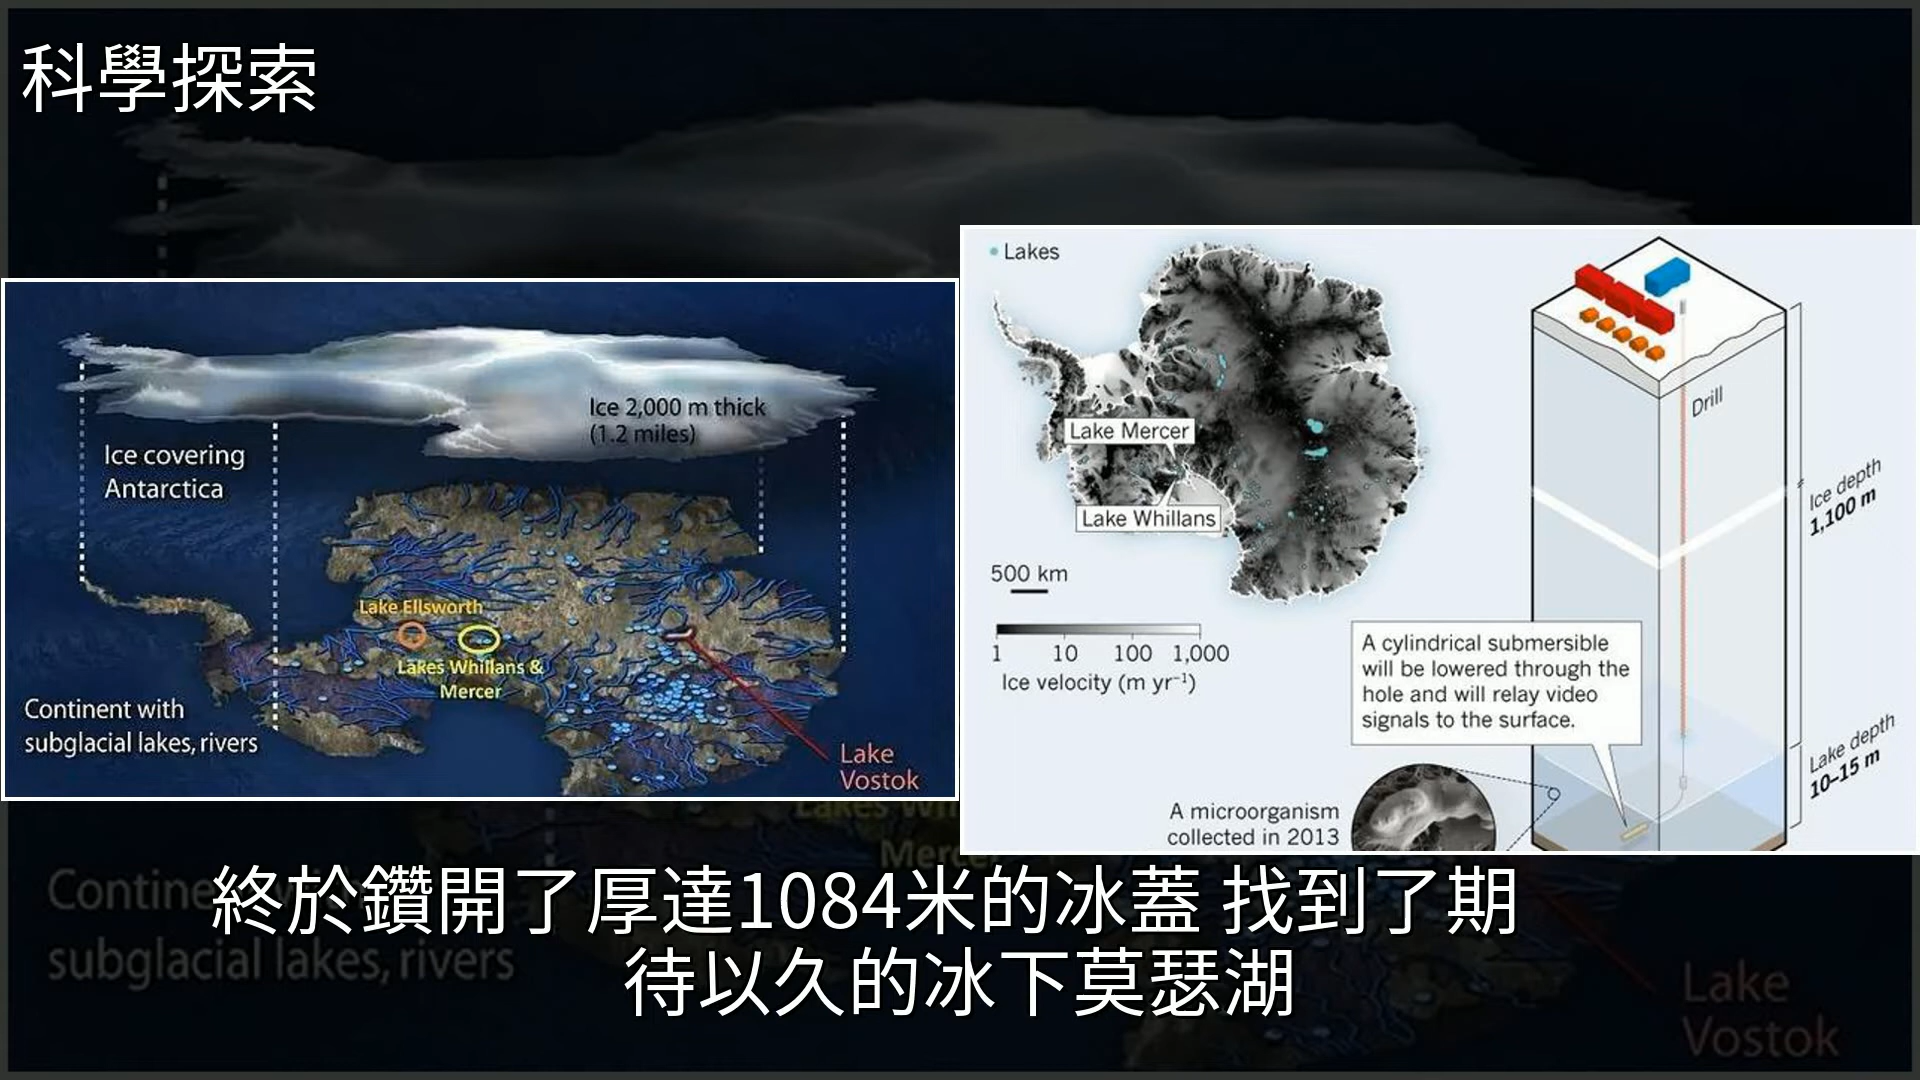 科學探索
Ice 2,000 m thick
(1.2 miles)
Ice covering
Antarctica
Lake Ellsworth
Lakes Whillans &
Mercer
Continent with
subglacial lakes, rivers
Lake
Vostok
Lakes
Lake Mercer
Lake Whillans
500 km
1 10 100 1,000
Ice velocity (m yr⁻¹)
Drill
Ice depth
1,100 m
A cylindrical submersible
will be lowered through the
hole and will relay video
signals to the surface.
Lake depth
10–15 m
A microorganism
collected in 2013
終於鑽開了厚達1084米的冰蓋 找到了期
待以久的冰下莫瑟湖
Lakes Wh
Merce
Contine
subglacial lakes, rivers
Lake
Vostok